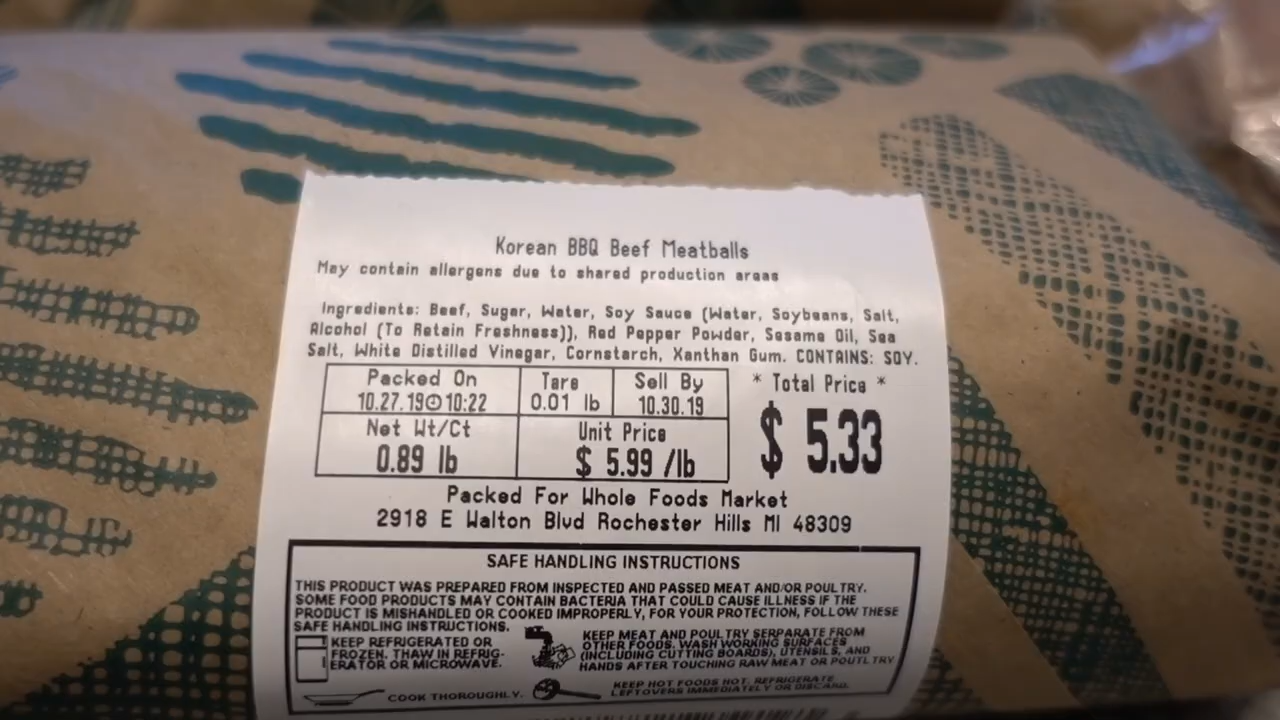 Korean BBQ Beef Meatballs
May contain allergens due to shared production areas
Ingredients: Beef, Sugar, Water, Soy Sauce (Water, Soybeans, Salt,
Alcohol (To Retain Freshness)), Red Pepper Powder, Sesame Oil, Sea
Salt, White Distilled Vinegar, Cornstarch, Xanthan Gum. CONTAINS: SOY.
Packed On Tare Sell By * Total Price *
10.27.19 10:22 0.01 lb 10.30.19
$ 5.33
Net Wt/Ct Unit Price
0.89 lb $ 5.99 /lb
Packed For Whole Foods Market
2918 E Walton Blvd Rochester Hills MI 48309
SAFE HANDLING INSTRUCTIONS
THIS PRODUCT WAS PREPARED FROM INSPECTED AND PASSED MEAT AND/OR POULTRY.
SOME FOOD PRODUCTS MAY CONTAIN BACTERIA THAT COULD CAUSE ILLNESS IF THE
PRODUCT IS MISHANDLED OR COOKED IMPROPERLY, FOR YOUR PROTECTION, FOLLOW THESE
SAFE HANDLING INSTRUCTIONS.
KEEP REFRIGERATED OR
FROZEN. THAW IN REFRIG-
ERATOR OR MICROWAVE.
KEEP MEAT AND POULTRY SERPARATE FROM
OTHER FOODS. WASH WORKING SURFACES
(INCLUDING CUTTING BOARDS), UTENSILS, AND
HANDS AFTER TOUCHING RAW MEAT OR POULTRY
COOK THOROUGHLY.
KEEP HOT FOODS HOT. REFRIGERATE
LEFTOVERS IMMEDIATELY OR DISCARD.